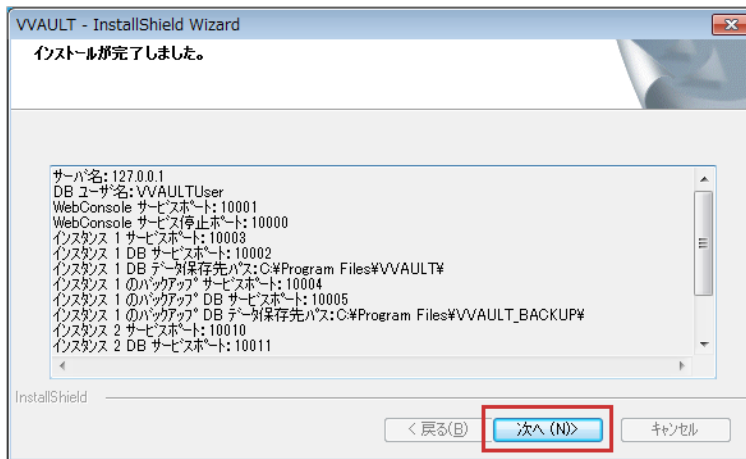 VVAULT - InstallShield Wizard
インストールが完了しました。
サーバ名: 127.0.0.1
DB ユーザ名: VVAULTUser
WebConsole サービスポート: 10001
WebConsole サービス停止ポート: 10000
インスタンス 1 サービスポート: 10003
インスタンス 1 DB サービスポート: 10002
インスタンス 1 DB データ保存先パス:C:¥Program Files¥VVAULT¥
インスタンス 1 のバックアップ サービスポート: 10004
インスタンス 1 のバックアップ DB サービスポート: 10005
インスタンス 1 のバックアップ DB データ保存先パス:C:¥Program Files¥VVAULT_BACKUP¥
インスタンス 2 サービスポート: 10010
インスタンス 2 DB サービスポート: 10011
InstallShield
< 戻る(B)
次へ (N)>
キャンセル